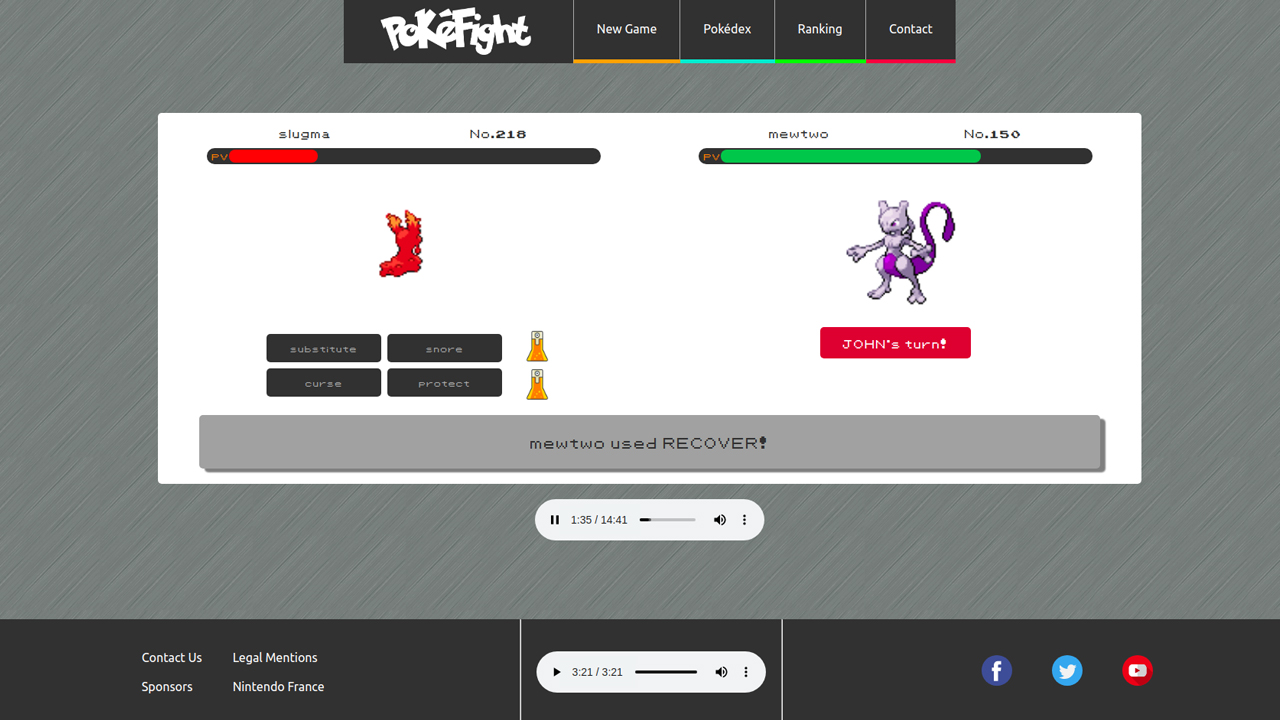 PoKéFight
New Game
Pokédex
Ranking
Contact
slugma No.218
mewtwo No.150
PV
PV
substitute
snore
curse
protect
JOHN's turn!
mewtwo used RECOVER!
1:35 / 14:41
Contact Us
Legal Mentions
Sponsors
Nintendo France
3:21 / 3:21